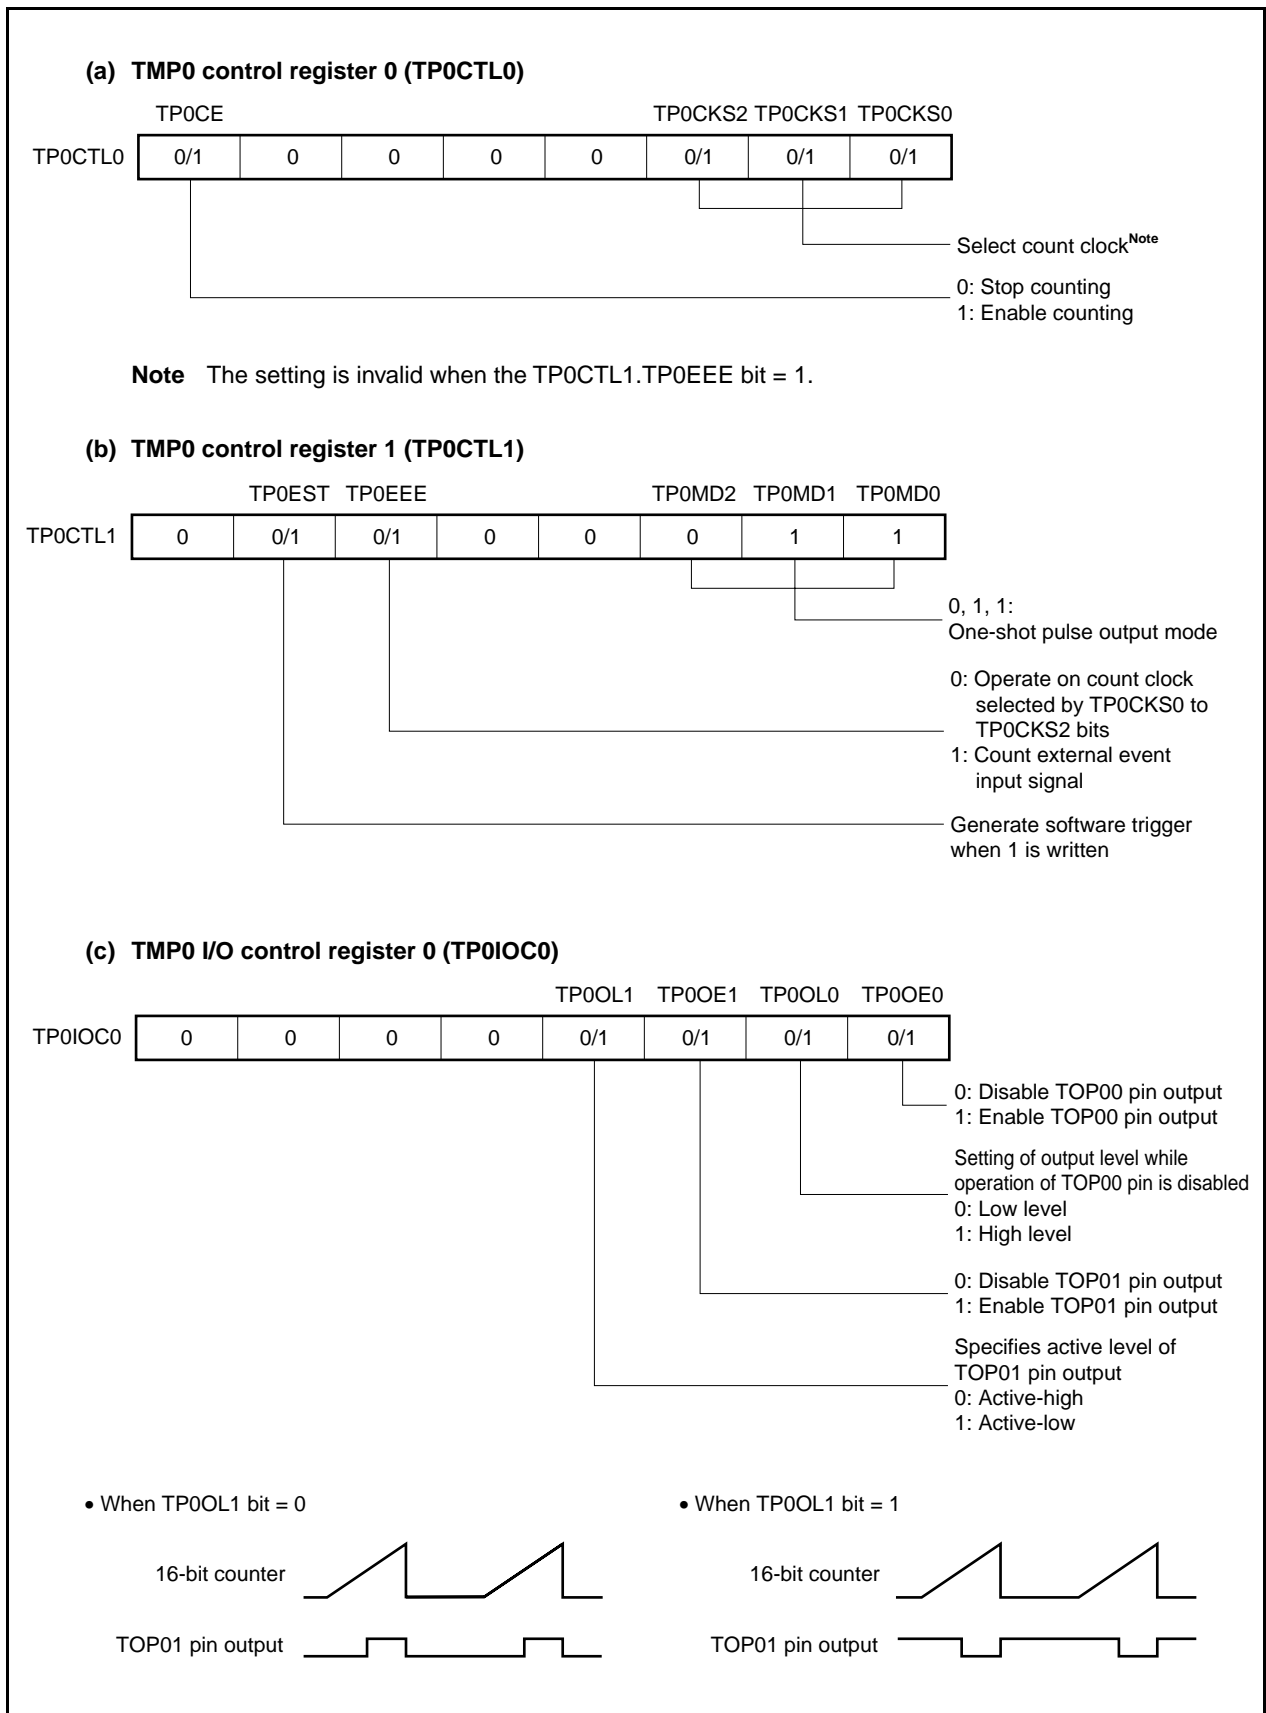 (a) TMP0 control register 0 (TP0CTL0)
TP0CE TP0CKS2 TP0CKS1 TP0CKS0
TP0CTL0 0/1 0 0 0 0 0/1 0/1 0/1
Select count clockNote
0: Stop counting
1: Enable counting
Note The setting is invalid when the TP0CTL1.TP0EEE bit = 1.
(b) TMP0 control register 1 (TP0CTL1)
TP0EST TP0EEE TP0MD2 TP0MD1 TP0MD0
TP0CTL1 0 0/1 0/1 0 0 0 1 1
0, 1, 1:
One-shot pulse output mode
0: Operate on count clock
selected by TP0CKS0 to
TP0CKS2 bits
1: Count external event
input signal
Generate software trigger
when 1 is written
(c) TMP0 I/O control register 0 (TP0IOC0)
TP0OL1 TP0OE1 TP0OL0 TP0OE0
TP0IOC0 0 0 0 0 0/1 0/1 0/1 0/1
0: Disable TOP00 pin output
1: Enable TOP00 pin output
Setting of output level while
operation of TOP00 pin is disabled
0: Low level
1: High level
0: Disable TOP01 pin output
1: Enable TOP01 pin output
Specifies active level of
TOP01 pin output
0: Active-high
1: Active-low
• When TP0OL1 bit = 0
16-bit counter
TOP01 pin output
• When TP0OL1 bit = 1
16-bit counter
TOP01 pin output